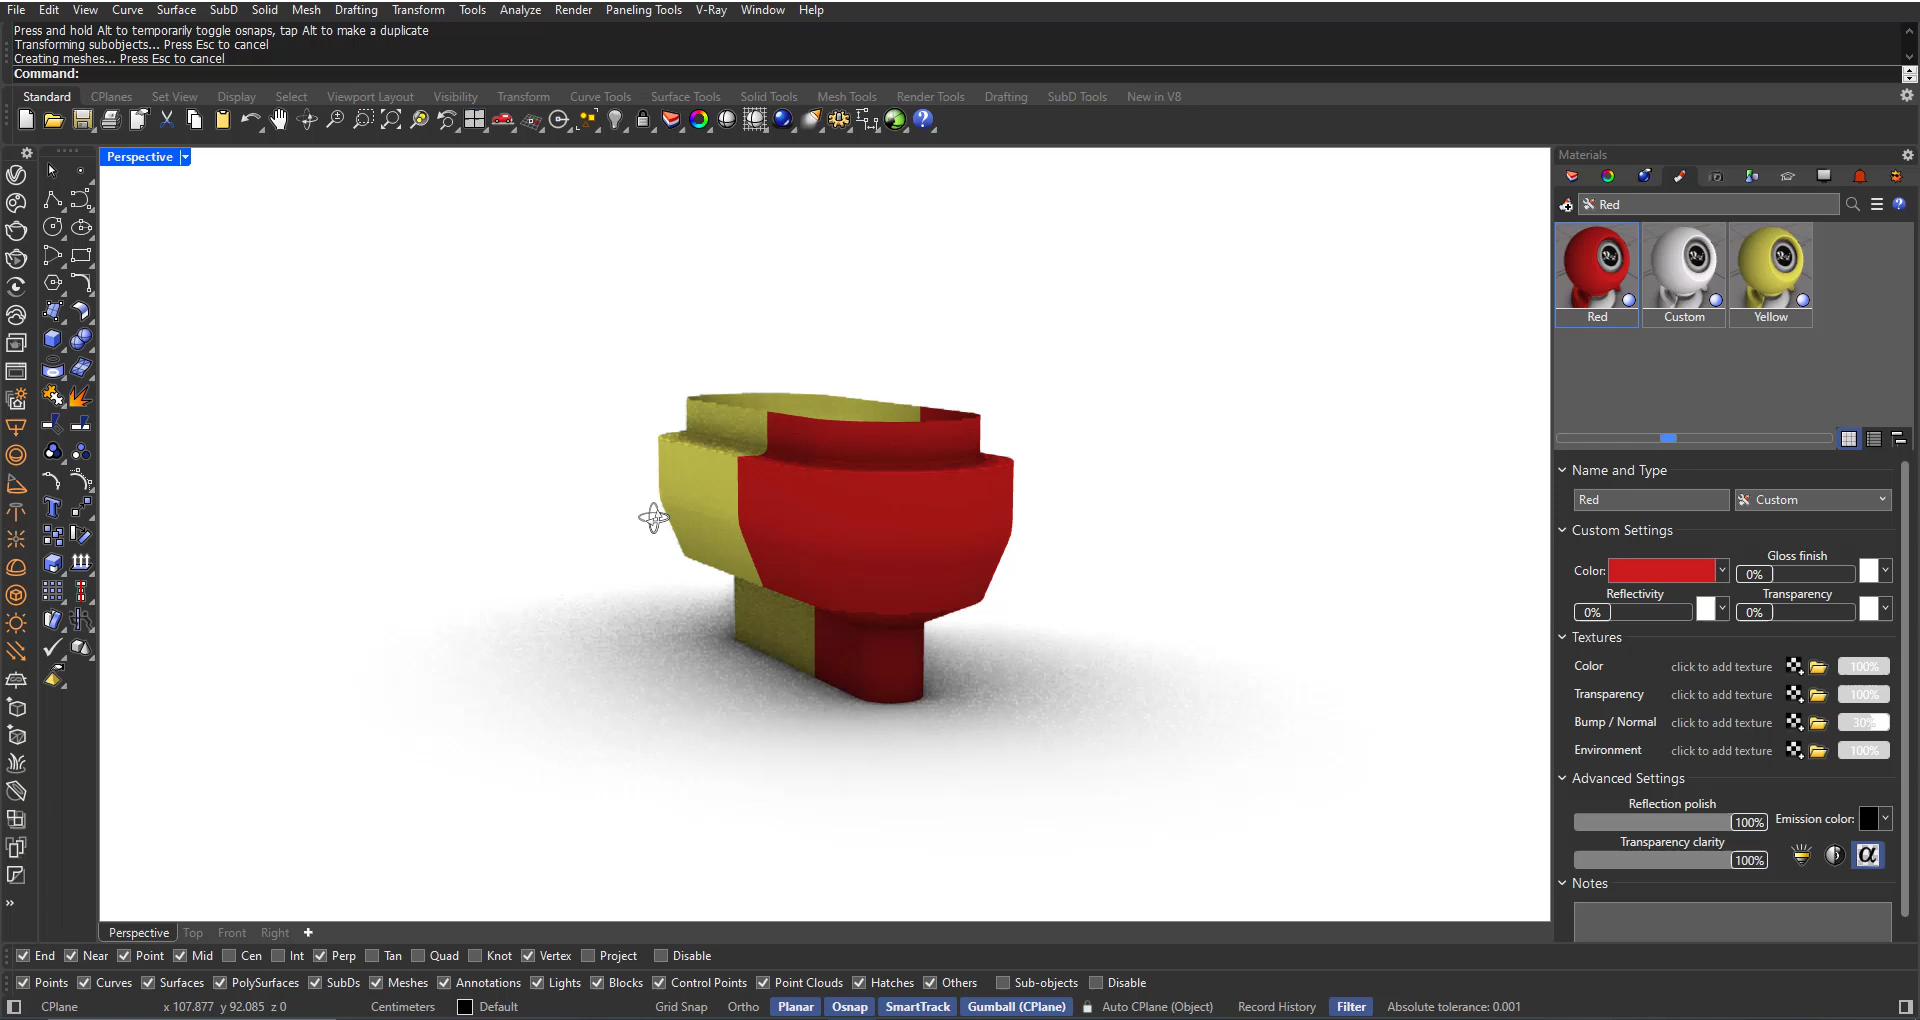 File Edit View Curve Surface SubD Solid Mesh Drafting Transform Tools Analyze Render Paneling Tools V-Ray Window Help
Press and hold Alt to temporarily toggle osnaps, tap Alt to make a duplicate
Transforming subobjects... Press Esc to cancel
Creating meshes... Press Esc to cancel
Command:
Standard CPlanes Set View Display Select Viewport Layout Visibility Transform Curve Tools Surface Tools Solid Tools Mesh Tools Render Tools Drafting SubD Tools New in V8
Perspective
Materials
Red
Red Custom Yellow
Name and Type
Red Custom
Custom Settings
Gloss finish
Color: 0%
Reflectivity Transparency
0% 0%
Textures
Color click to add texture 100%
Transparency click to add texture 100%
Bump / Normal click to add texture 30%
Environment click to add texture 100%
Advanced Settings
Reflection polish
100% Emission color:
Transparency clarity
100% α
Notes
Perspective Top Front Right
End Near Point Mid Cen Int Perp Tan Quad Knot Vertex Project Disable
Points Curves Surfaces PolySurfaces SubDs Meshes Annotations Lights Blocks Control Points Point Clouds Hatches Others Sub-objects Disable
CPlane x 107.877 y 92.085 z 0 Centimeters Default Grid Snap Ortho Planar Osnap SmartTrack Gumball (CPlane) Auto CPlane (Object) Record History Filter Absolute tolerance: 0.001